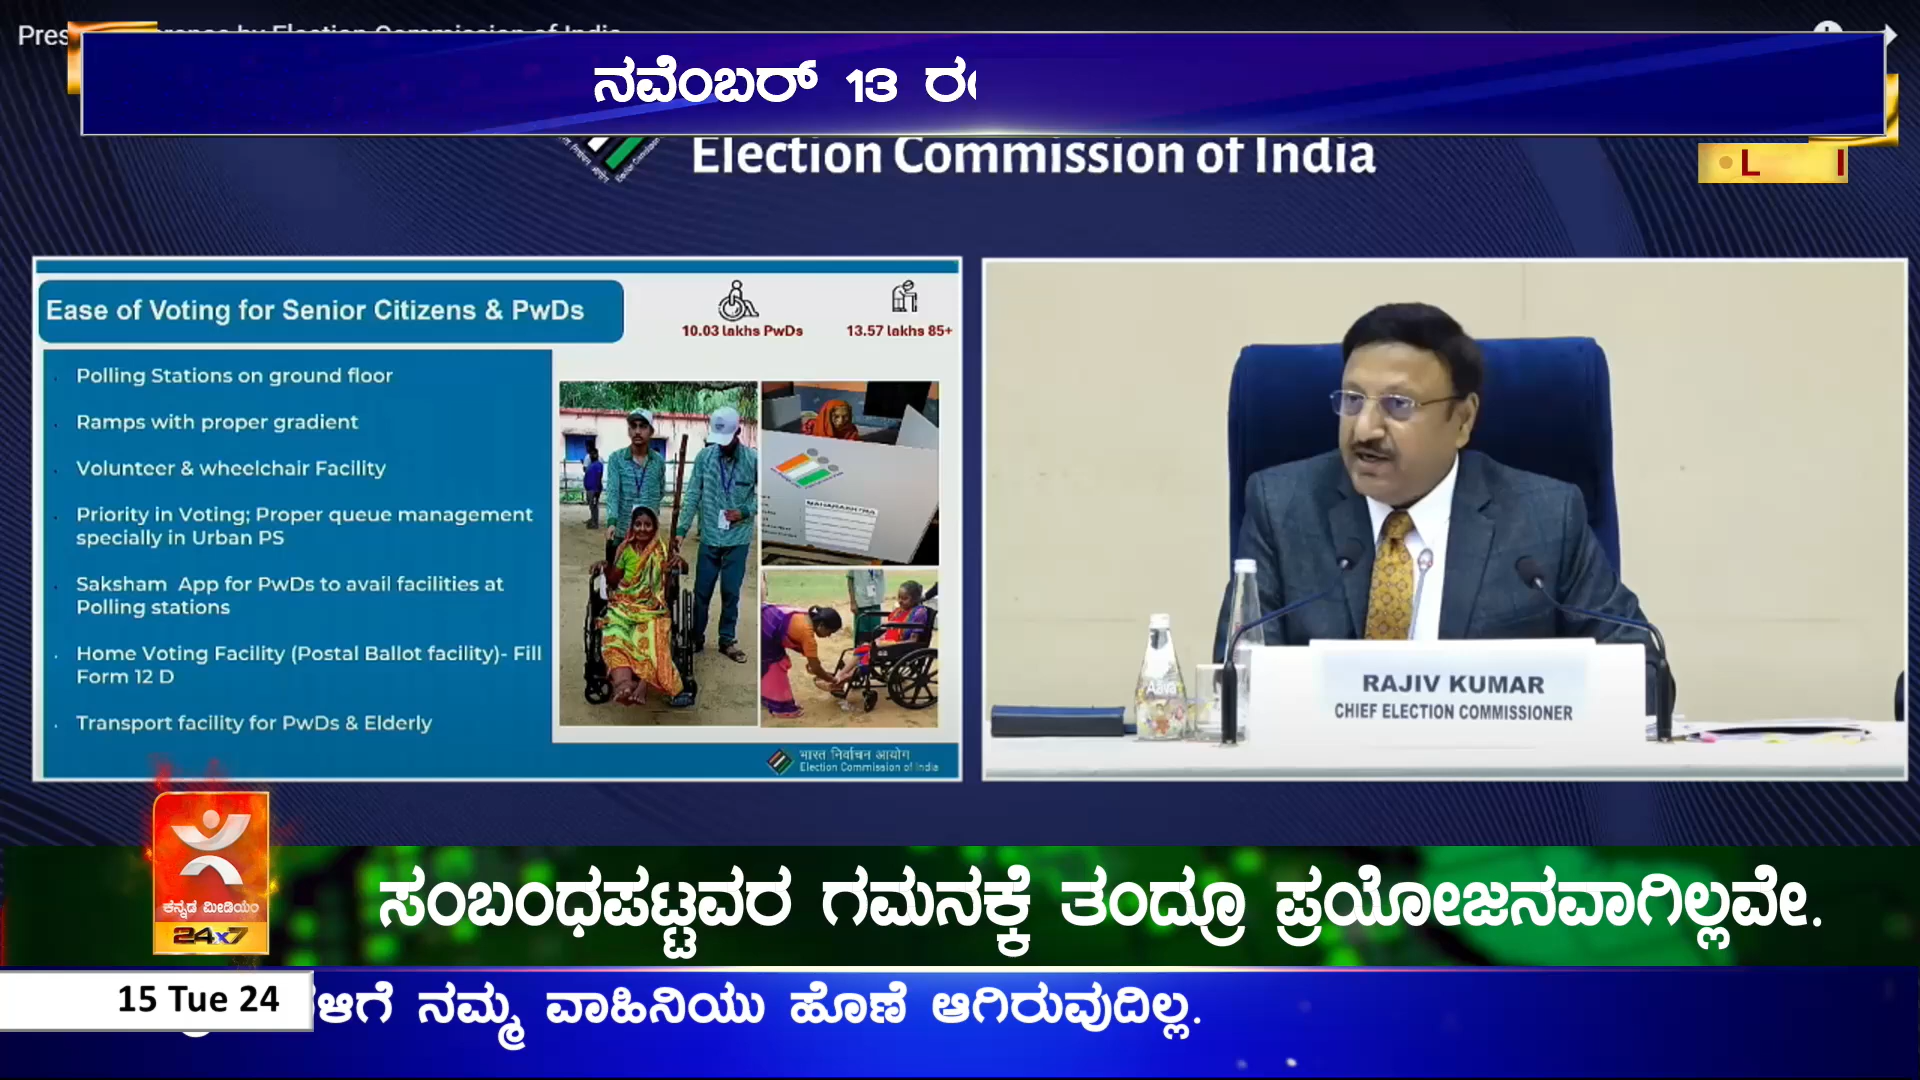 ನವೆಂಬರ್ 13
Election Commission of India
Ease of Voting for Senior Citizens & PwDs
10.03 lakhs PwDs
13.57 lakhs 85+
Polling Stations on ground floor
Ramps with proper gradient
Volunteer & wheelchair Facility
Priority in Voting; Proper queue management
specially in Urban PS
Saksham App for PwDs to avail facilities at
Polling stations
Home Voting Facility (Postal Ballot facility)- Fill
Form 12 D
Transport facility for PwDs & Elderly
भारत निर्वाचन आयोग
Election Commission of India
RAJIV KUMAR
CHIEF ELECTION COMMISSIONER
ಕನ್ನಡ ಮೀಡಿಯಂ
24x7
ಸಂಬಂಧಪಟ್ಟವರ ಗಮನಕ್ಕೆ ತಂದ್ರೂ ಪ್ರಯೋಜನವಾಗಿಲ್ಲವೇ.
15 Tue 24
ನಮ್ಮ ವಾಹಿನಿಯು ಹೊಣೆ ಆಗಿರುವುದಿಲ್ಲ.